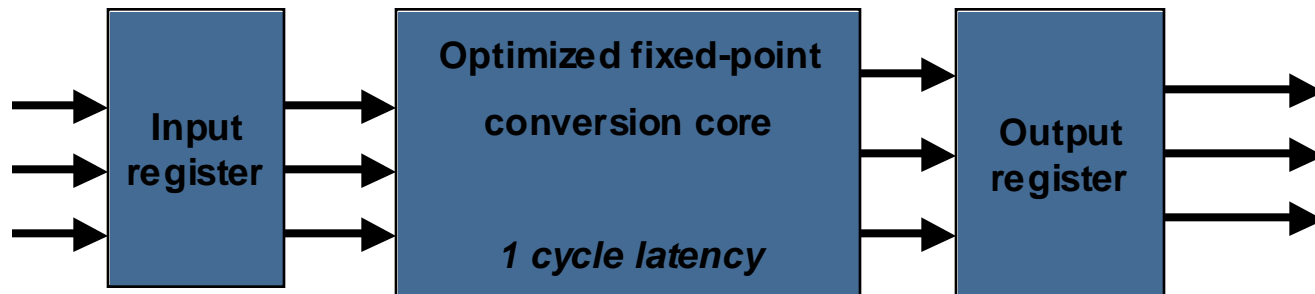 Input
register
Optimized fixed-point
conversion core
1 cycle latency
Output
register